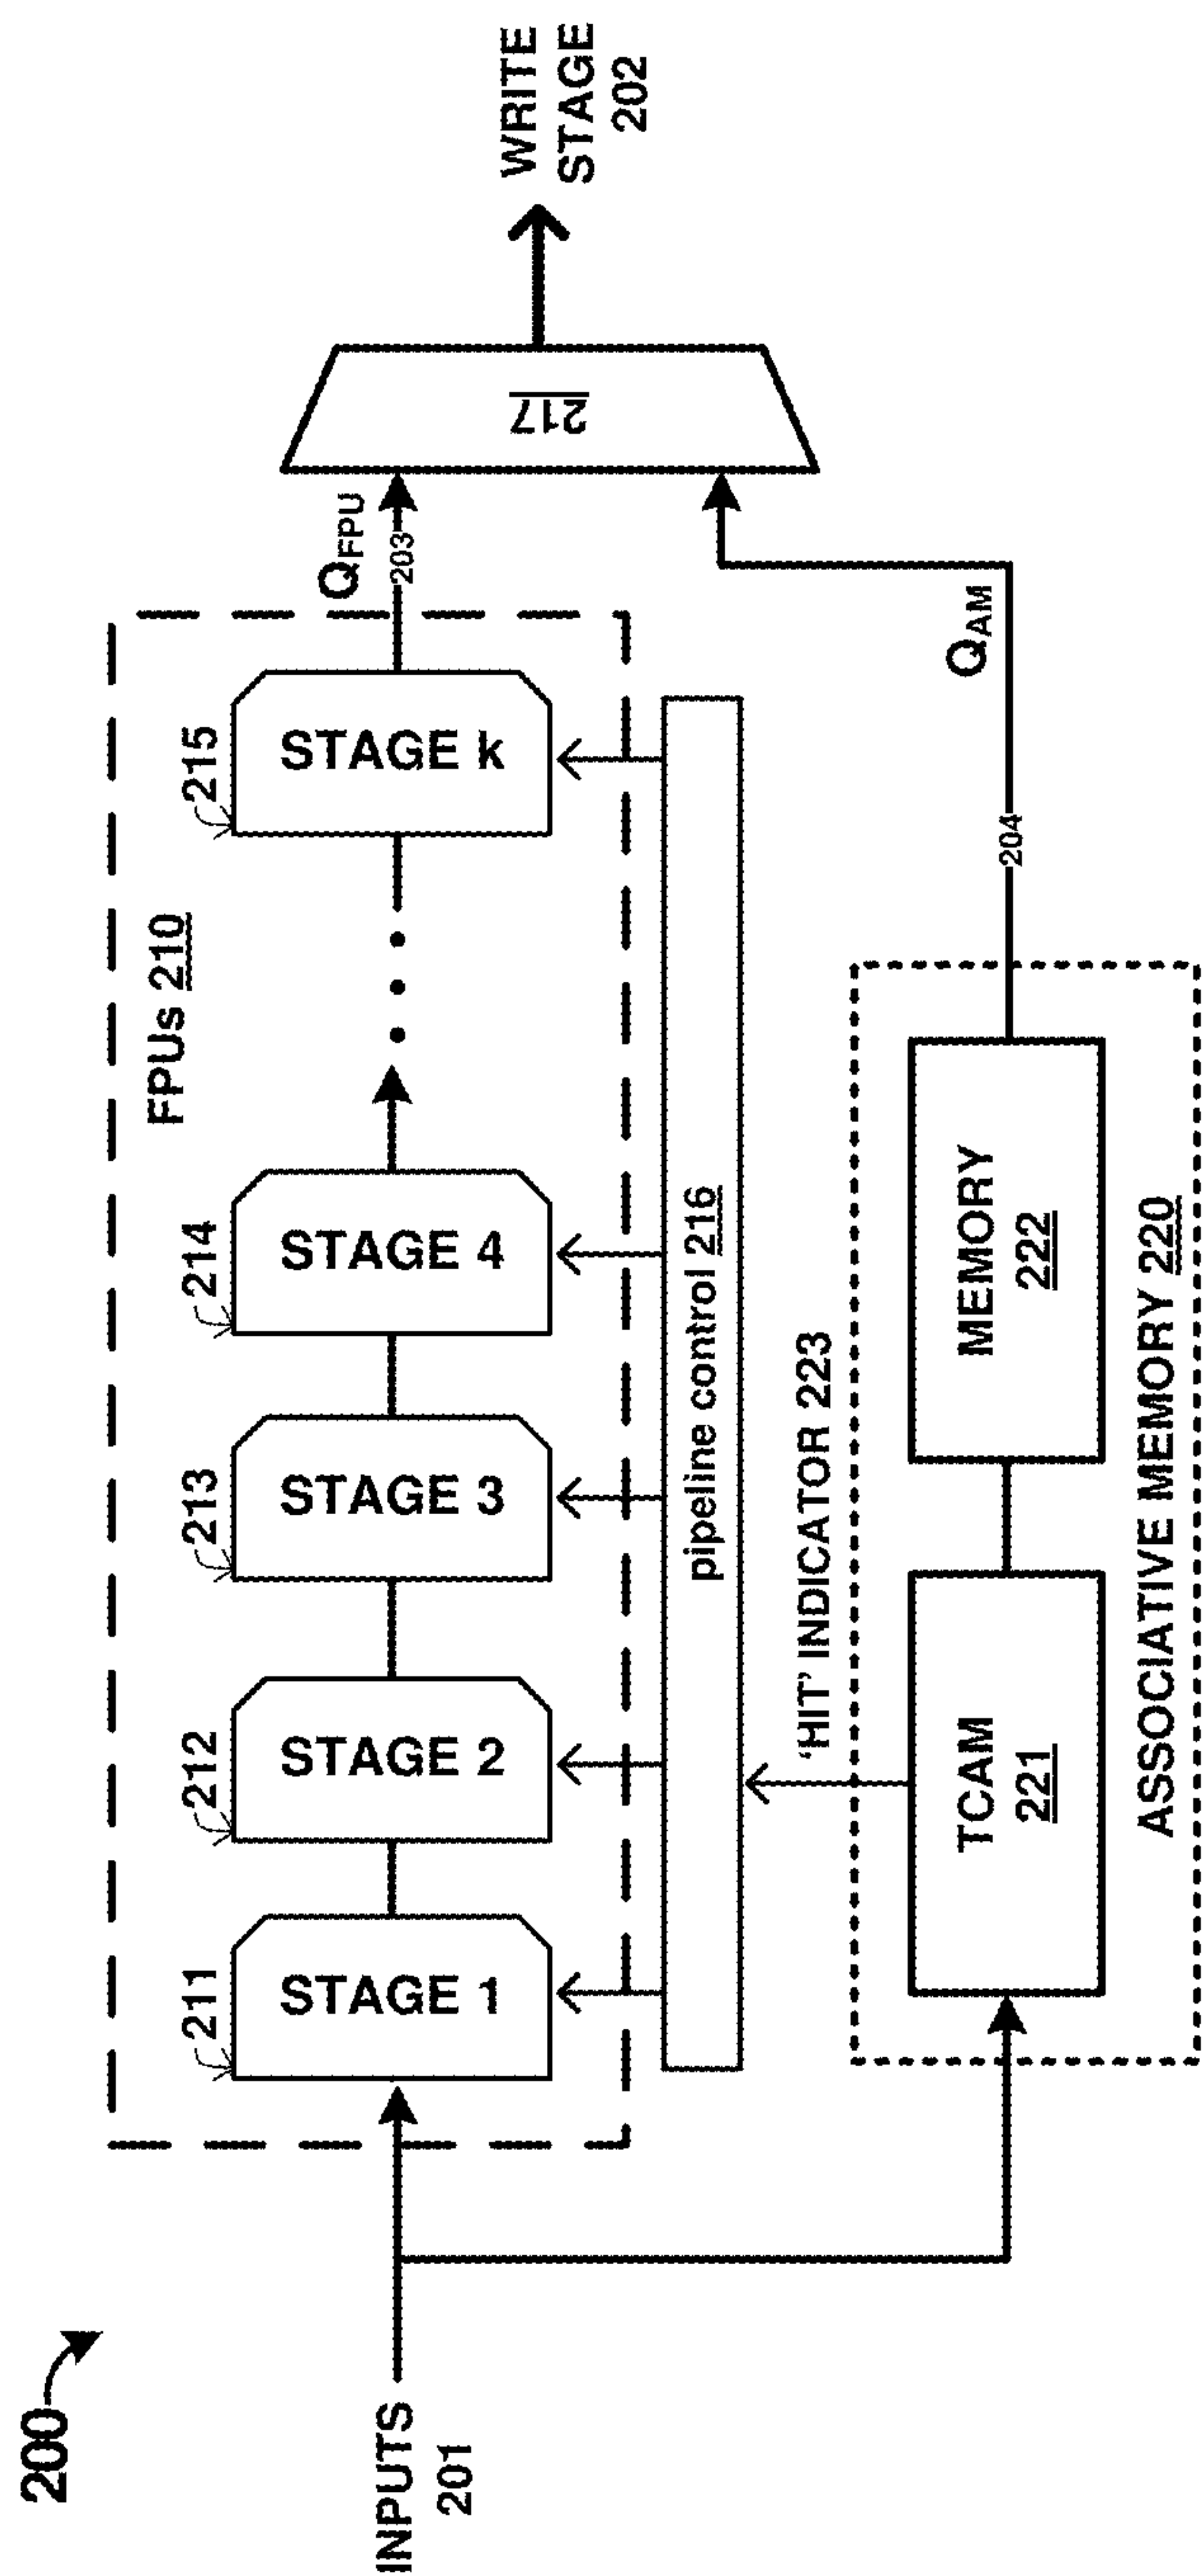 200
INPUTS
201
FPUs 210
211
STAGE 1
212
STAGE 2
213
STAGE 3
214
STAGE 4
215
STAGE k
QFPU
203
217
WRITE
STAGE
202
pipeline control 216
'HIT' INDICATOR 223
TCAM
221
MEMORY
222
ASSOCIATIVE MEMORY 220
204
QAM